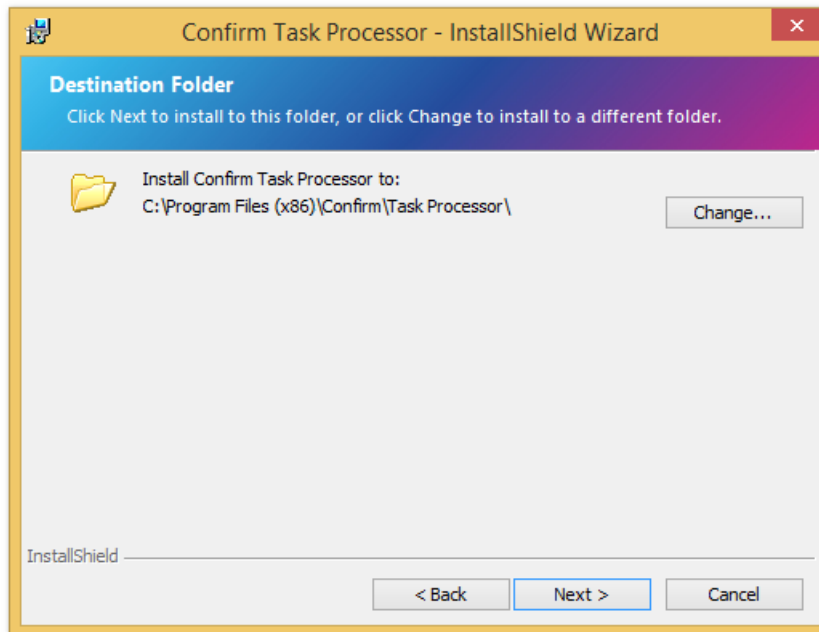 Confirm Task Processor - InstallShield Wizard
Destination Folder
Click Next to install to this folder, or click Change to install to a different folder.
Install Confirm Task Processor to:
C:\Program Files (x86)\Confirm\Task Processor\
Change...
InstallShield
< Back
Next >
Cancel